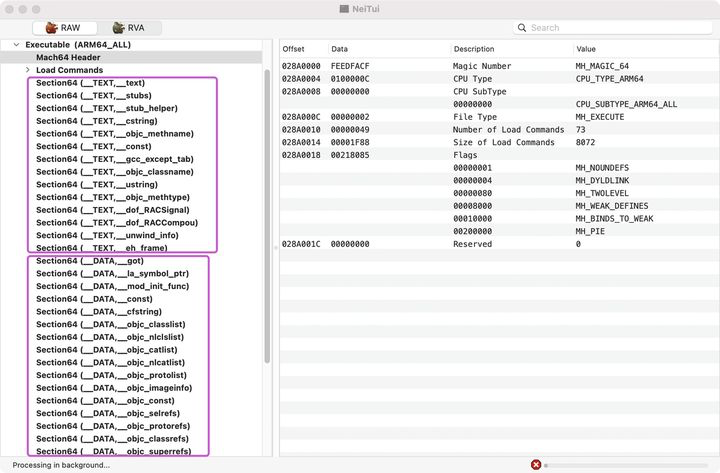 NeiTui
RAW
RVA
Search
Executable (ARM64_ALL)
Mach64 Header
Load Commands
Section64 (__TEXT,__text)
Section64 (__TEXT,__stubs)
Section64 (__TEXT,__stub_helper)
Section64 (__TEXT,__cstring)
Section64 (__TEXT,__objc_methname)
Section64 (__TEXT,__const)
Section64 (__TEXT,__gcc_except_tab)
Section64 (__TEXT,__objc_classname)
Section64 (__TEXT,__ustring)
Section64 (__TEXT,__objc_methtype)
Section64 (__TEXT,__dof_RACSignal)
Section64 (__TEXT,__dof_RACCompou)
Section64 (__TEXT,__unwind_info)
Section64 (__TEXT,__eh_frame)
Section64 (__DATA,__got)
Section64 (__DATA,__la_symbol_ptr)
Section64 (__DATA,__mod_init_func)
Section64 (__DATA,__const)
Section64 (__DATA,__cfstring)
Section64 (__DATA,__objc_classlist)
Section64 (__DATA,__objc_nlclslist)
Section64 (__DATA,__objc_catlist)
Section64 (__DATA,__objc_nlcatlist)
Section64 (__DATA,__objc_protolist)
Section64 (__DATA,__objc_imageinfo)
Section64 (__DATA,__objc_const)
Section64 (__DATA,__objc_selrefs)
Section64 (__DATA,__objc_protorefs)
Section64 (__DATA,__objc_classrefs)
Section64 (__DATA,__objc_superrefs)
Offset Data Description Value
028A0000 FEEDFACF Magic Number MH_MAGIC_64
028A0004 0100000C CPU Type CPU_TYPE_ARM64
028A0008 00000000 CPU SubType
00000000 CPU_SUBTYPE_ARM64_ALL
028A000C 00000002 File Type MH_EXECUTE
028A0010 00000049 Number of Load Commands 73
028A0014 00001F88 Size of Load Commands 8072
028A0018 00218085 Flags
00000001 MH_NOUNDEFS
00000004 MH_DYLDLINK
00000080 MH_TWOLEVEL
00008000 MH_WEAK_DEFINES
00010000 MH_BINDS_TO_WEAK
00200000 MH_PIE
028A001C 00000000 Reserved 0
Processing in background...